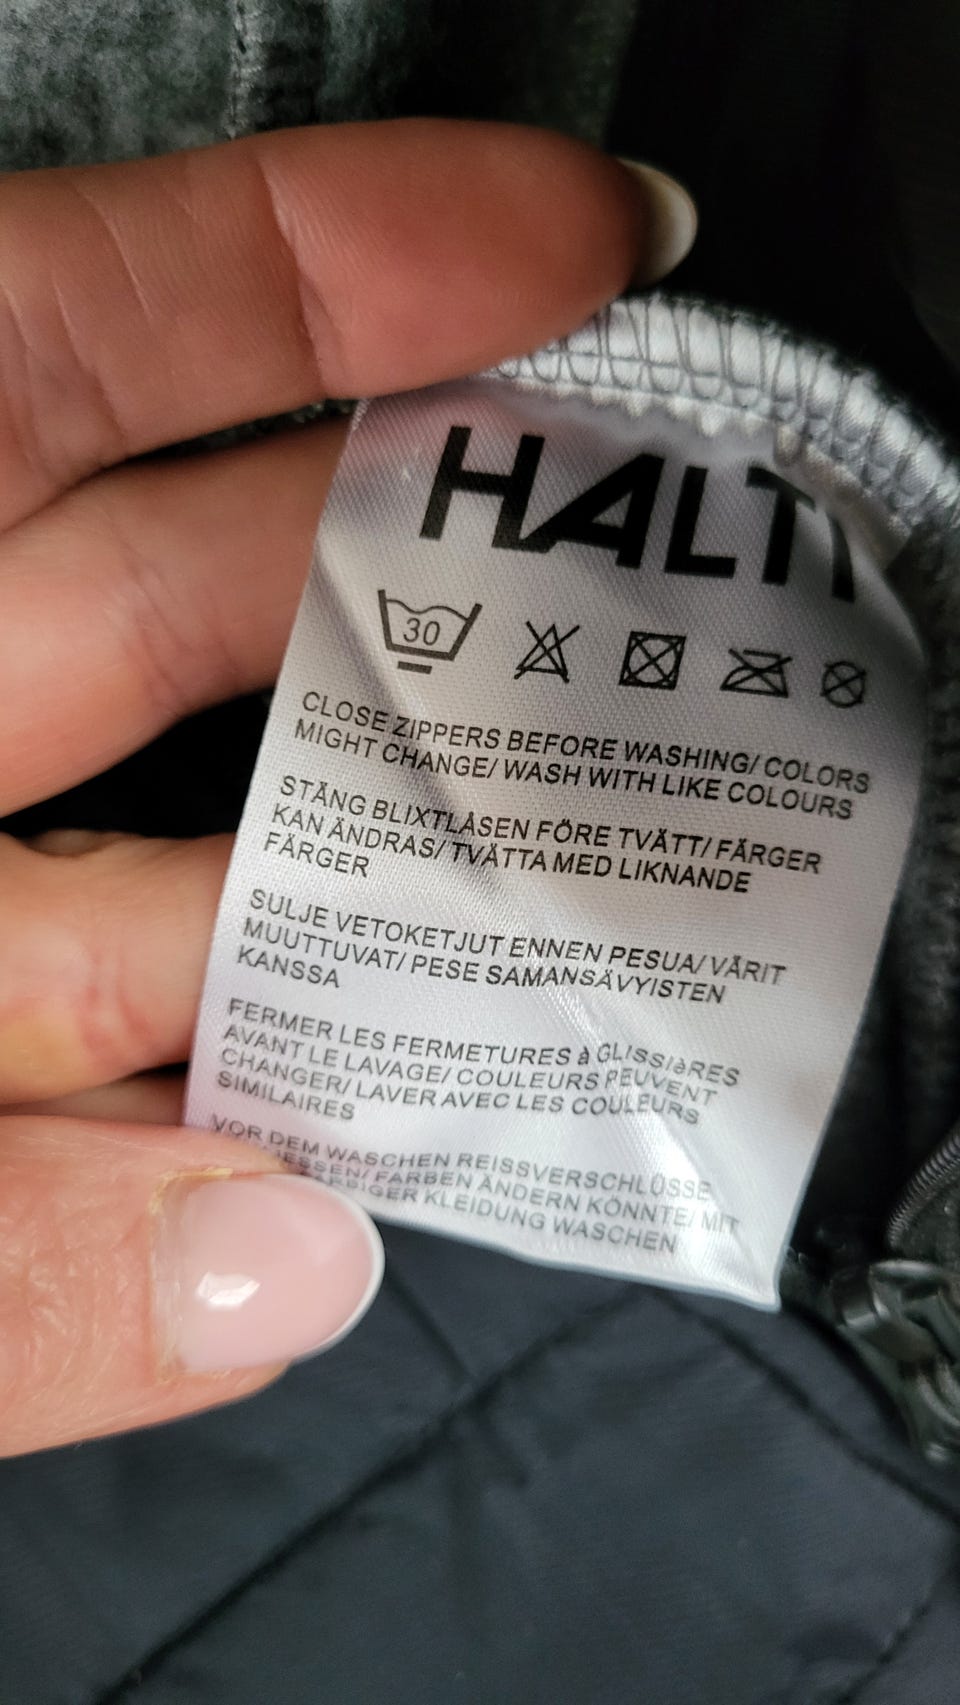 HALTI
30
CLOSE ZIPPERS BEFORE WASHING/ COLORS
MIGHT CHANGE/ WASH WITH LIKE COLOURS
STÄNG BLIXTLÅSEN FÖRE TVÄTT/ FÄRGER
KAN ÄNDRAS/ TVÄTTA MED LIKNANDE
FÄRGER
SULJE VETOKETJUT ENNEN PESUA/ VÄRIT
MUUTTUVAT/ PESE SAMANSÄVYISTEN
KANSSA
FERMER LES FERMETURES à GLISSIèRES
AVANT LE LAVAGE/ COULEURS PEUVENT
CHANGER/ LAVER AVEC LES COULEURS
SIMILAIRES
VOR DEM WASCHEN REISSVERSCHLÜSSE
FARBEN ÄNDERN KÖNNTE/ MIT
KLEIDUNG WASCHEN